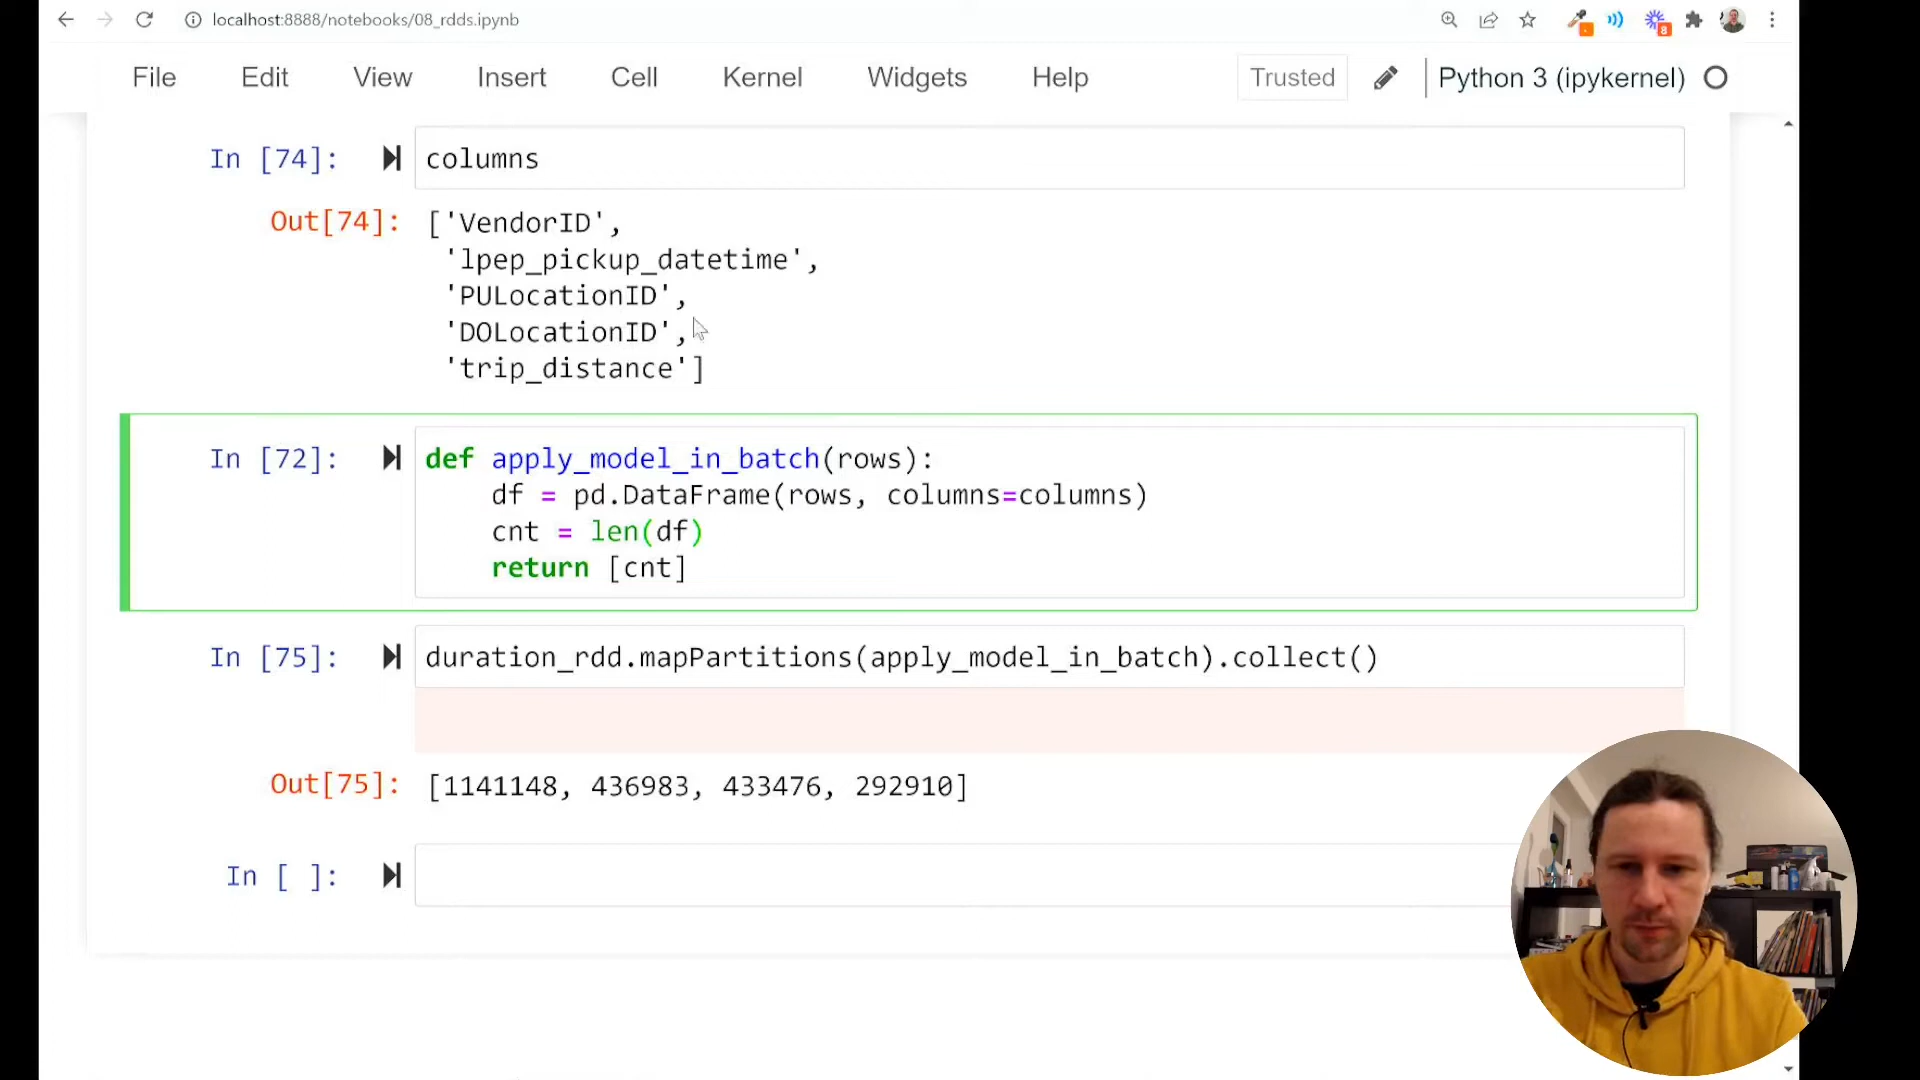 localhost:8888/notebooks/08_rdds.ipynb
8
File Edit View Insert Cell Kernel Widgets Help Trusted Python 3 (ipykernel)
In [74]: columns
Out[74]: ['VendorID',
'lpep_pickup_datetime',
'PULocationID',
'DOLocationID',
'trip_distance']
In [72]: def apply_model_in_batch(rows):
df = pd.DataFrame(rows, columns=columns)
cnt = len(df)
return [cnt]
In [75]: duration_rdd.mapPartitions(apply_model_in_batch).collect()
Out[75]: [1141148, 436983, 433476, 292910]
In [ ]: